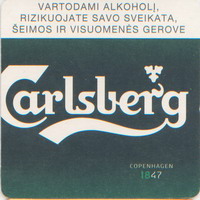 VARTODAMI ALKOHOLĮ,
RIZIKUOJATE SAVO SVEIKATA,
ŠEIMOS IR VISUOMENĖS GEROVE
Carlsberg
COPENHAGEN
1847